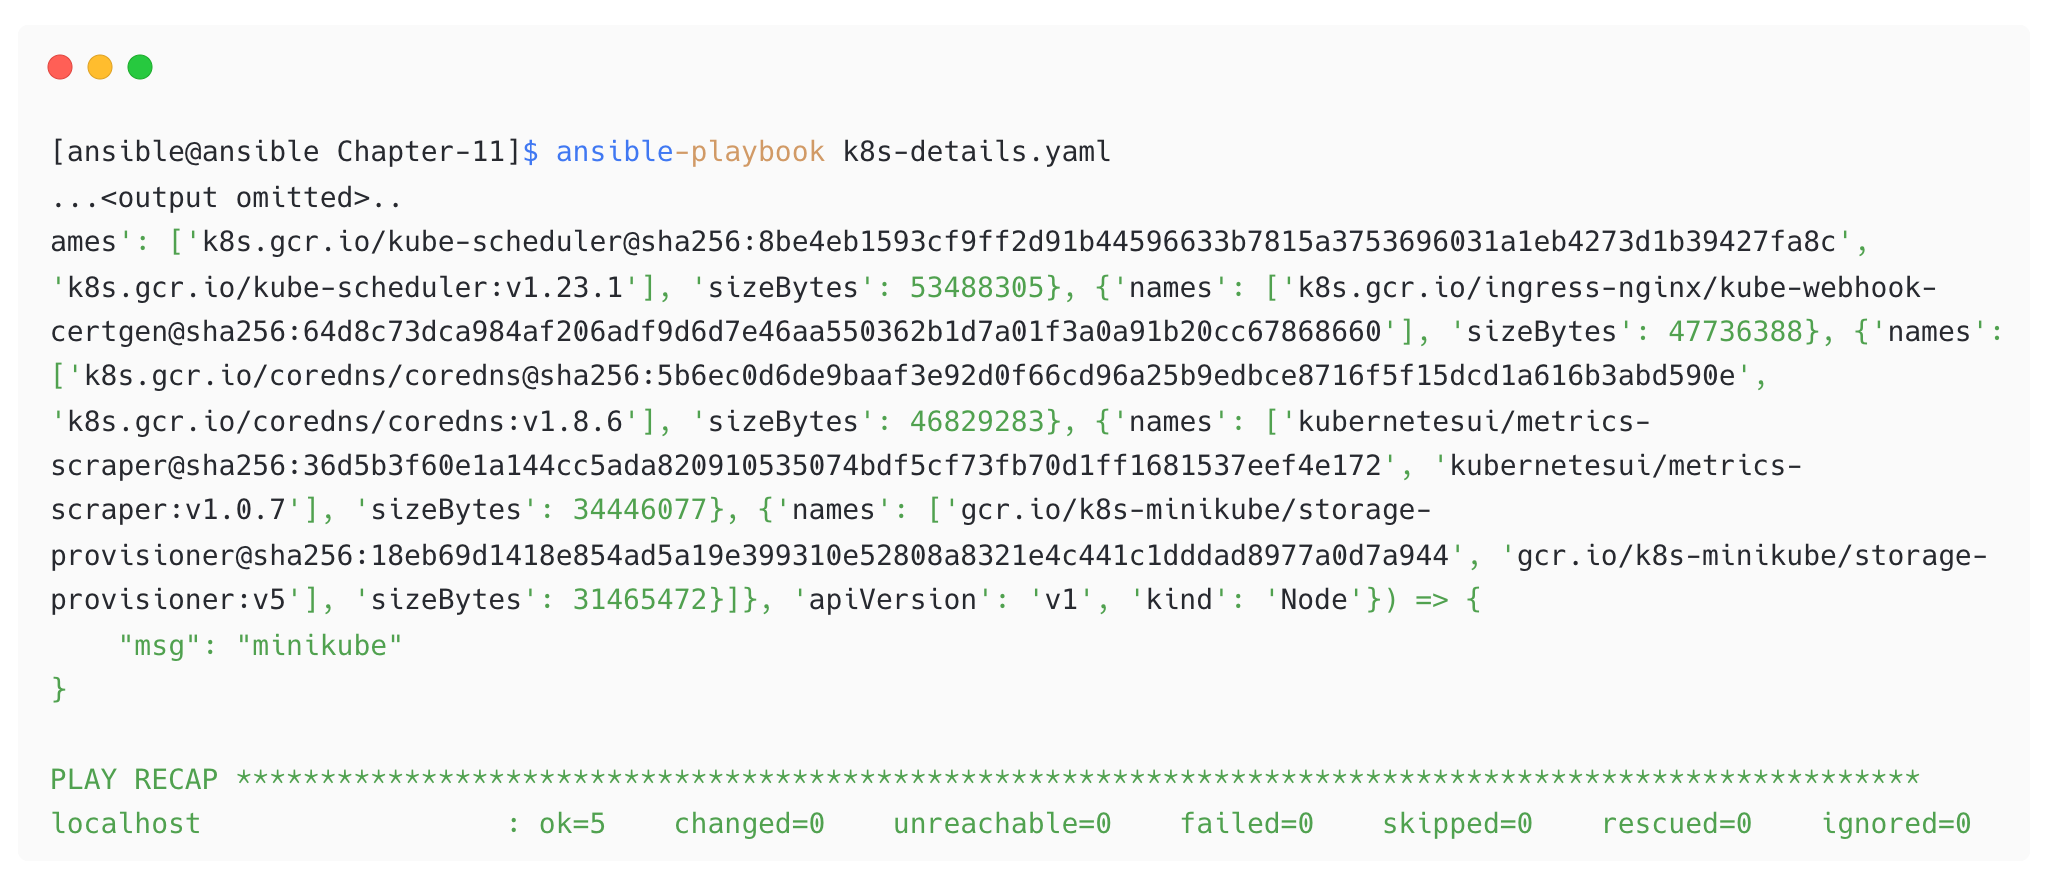 [ansible@ansible Chapter-11]$ ansible-playbook k8s-details.yaml
...<output omitted>..
ames': ['k8s.gcr.io/kube-scheduler@sha256:8be4eb1593cf9ff2d91b44596633b7815a3753696031a1eb4273d1b39427fa8c',
'k8s.gcr.io/kube-scheduler:v1.23.1'], 'sizeBytes': 53488305}, {'names': ['k8s.gcr.io/ingress-nginx/kube-webhook-
certgen@sha256:64d8c73dca984af206adf9d6d7e46aa550362b1d7a01f3a0a91b20cc67868660'], 'sizeBytes': 47736388}, {'names':
['k8s.gcr.io/coredns/coredns@sha256:5b6ec0d6de9baaf3e92d0f66cd96a25b9edbce8716f5f15dcd1a616b3abd590e',
'k8s.gcr.io/coredns/coredns:v1.8.6'], 'sizeBytes': 46829283}, {'names': ['kubernetesui/metrics-
scraper@sha256:36d5b3f60e1a144cc5ada820910535074bdf5cf73fb70d1ff1681537eef4e172', 'kubernetesui/metrics-
scraper:v1.0.7'], 'sizeBytes': 34446077}, {'names': ['gcr.io/k8s-minikube/storage-
provisioner@sha256:18eb69d1418e854ad5a19e399310e52808a8321e4c441c1dddad8977a0d7a944', 'gcr.io/k8s-minikube/storage-
provisioner:v5'], 'sizeBytes': 31465472}]}, 'apiVersion': 'v1', 'kind': 'Node'}) => {
    "msg": "minikube"
}
PLAY RECAP ****************************************************************************************************
localhost                  : ok=5    changed=0    unreachable=0    failed=0    skipped=0    rescued=0    ignored=0